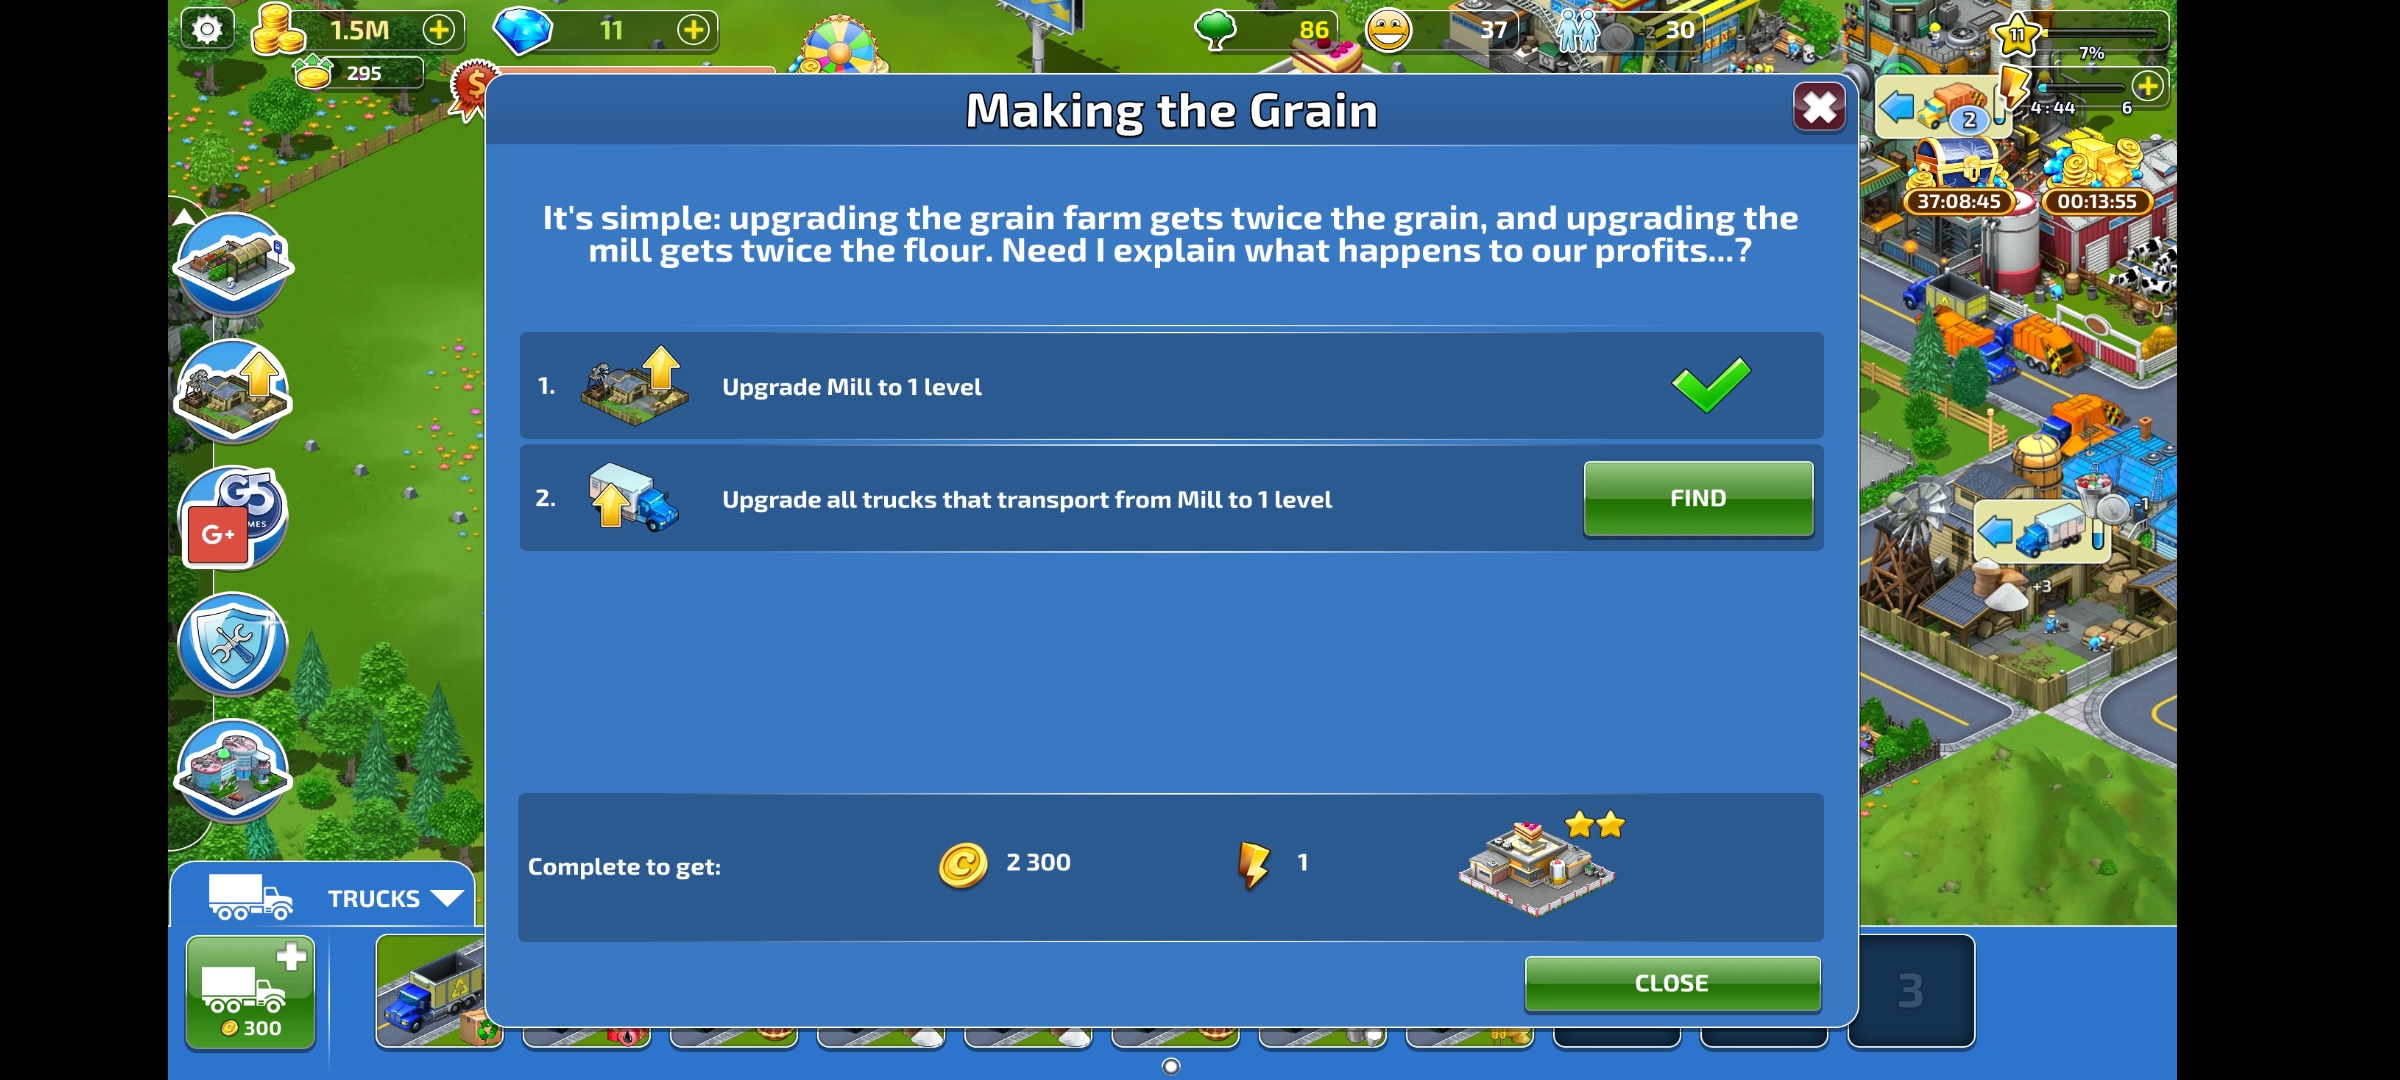 1.5M
11
86
37
-2
30
11
7%
295
4:44
6
2
37:08:45
00:13:55
Making the Grain
It's simple: upgrading the grain farm gets twice the grain, and upgrading the
mill gets twice the flour. Need I explain what happens to our profits...?
1.
Upgrade Mill to 1 level
2.
Upgrade all trucks that transport from Mill to 1 level
FIND
G5
MES
G+
-1
+3
Complete to get:
2 300
1
TRUCKS
300
CLOSE
3